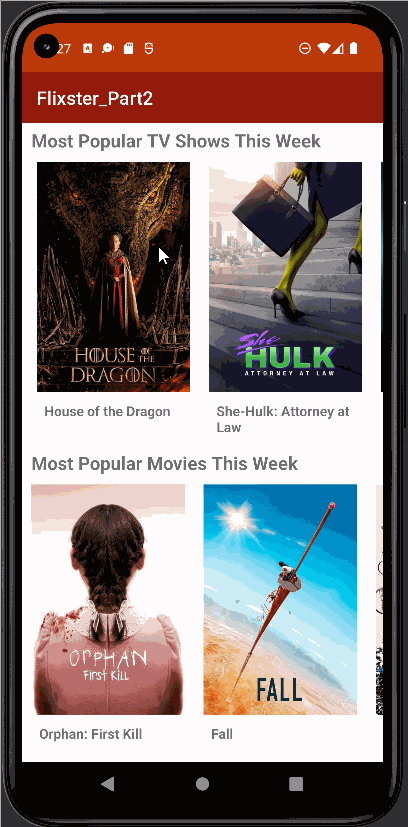 27
Flixster_Part2
Most Popular TV Shows This Week
HOUSE OF THE
DRAGON
She
HULK
ATTORNEY AT LAW
House of the Dragon
She-Hulk: Attorney at
Law
Most Popular Movies This Week
ORPHAN
First Kill
FALL
Orphan: First Kill
Fall